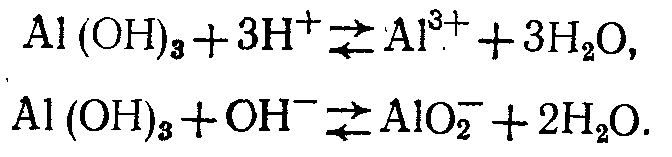 Al (OH)₃ + 3H⁺ ⇄ Al³⁺ + 3H₂O,
Al (OH)₃ + OH⁻ ⇄ AlO₂⁻ + 2H₂O.